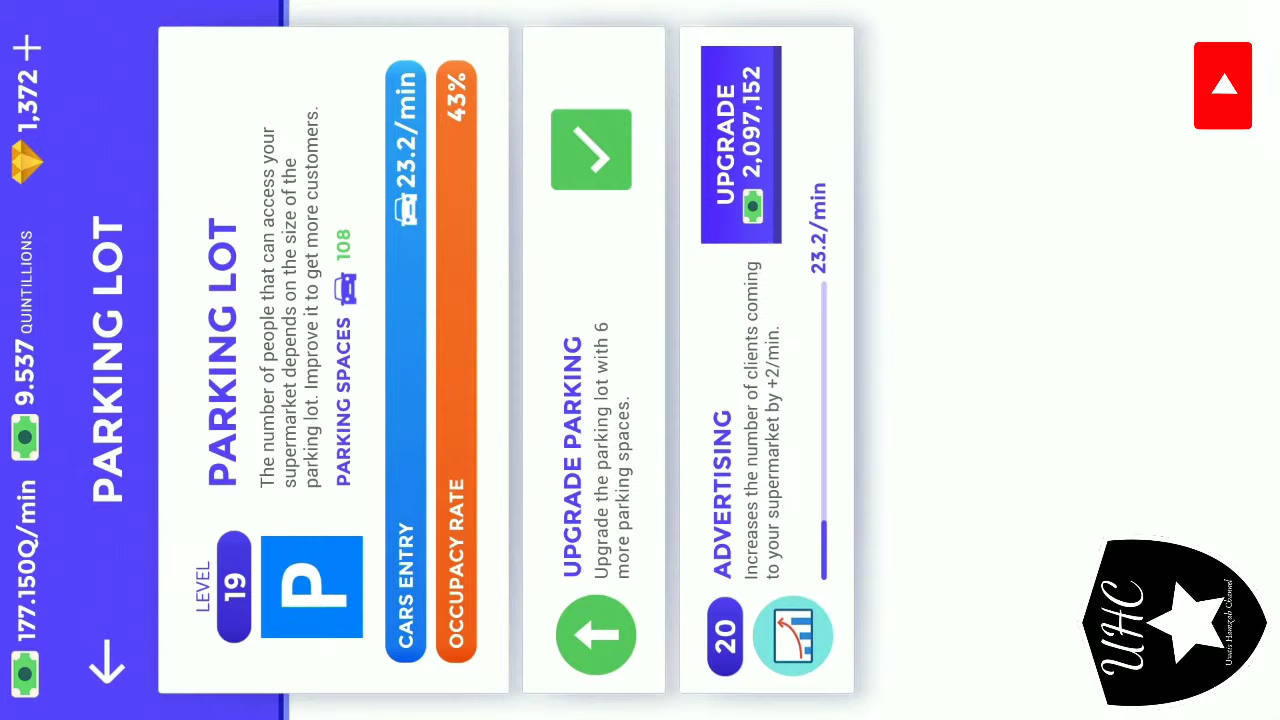 177.150Q/min 9.537 QUINTILLIONS 1,372 +
PARKING LOT
LEVEL
19
PARKING LOT
The number of people that can access your
supermarket depends on the size of the
parking lot. Improve it to get more customers.
PARKING SPACES 108
P
CARS ENTRY 23.2/min
OCCUPACY RATE 43%
UPGRADE PARKING
Upgrade the parking lot with 6
more parking spaces.
20
ADVERTISING
Increases the number of clients coming
to your supermarket by +2/min.
UPGRADE
2,097,152
23.2/min
UHC
Uwais Hamzah Channel